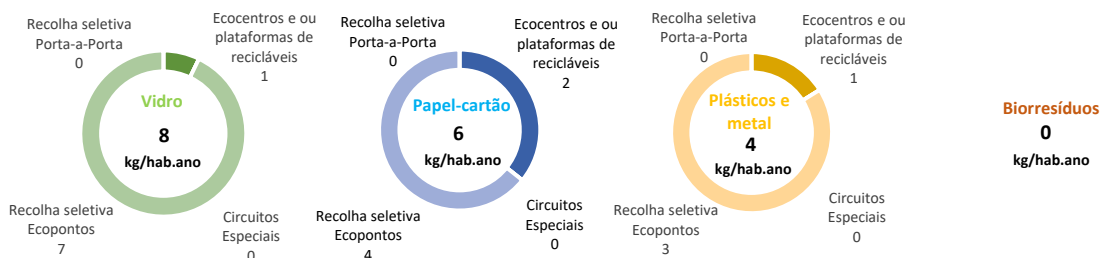 Recolha seletiva
Porta-a-Porta
0
Ecocentros e ou
plataformas de
recicláveis
1
Vidro
8
kg/hab.ano
Recolha seletiva
Ecopontos
7
Circuitos
Especiais
0
Recolha seletiva
Porta-a-Porta
0
Ecocentros e ou
plataformas de
recicláveis
2
Papel-cartão
6
kg/hab.ano
Recolha seletiva
Ecopontos
4
Circuitos
Especiais
0
Recolha seletiva
Porta-a-Porta
0
Ecocentros e ou
plataformas de
recicláveis
1
Plásticos e
metal
4
kg/hab.ano
Recolha seletiva
Ecopontos
3
Circuitos
Especiais
0
Biorresíduos
0
kg/hab.ano